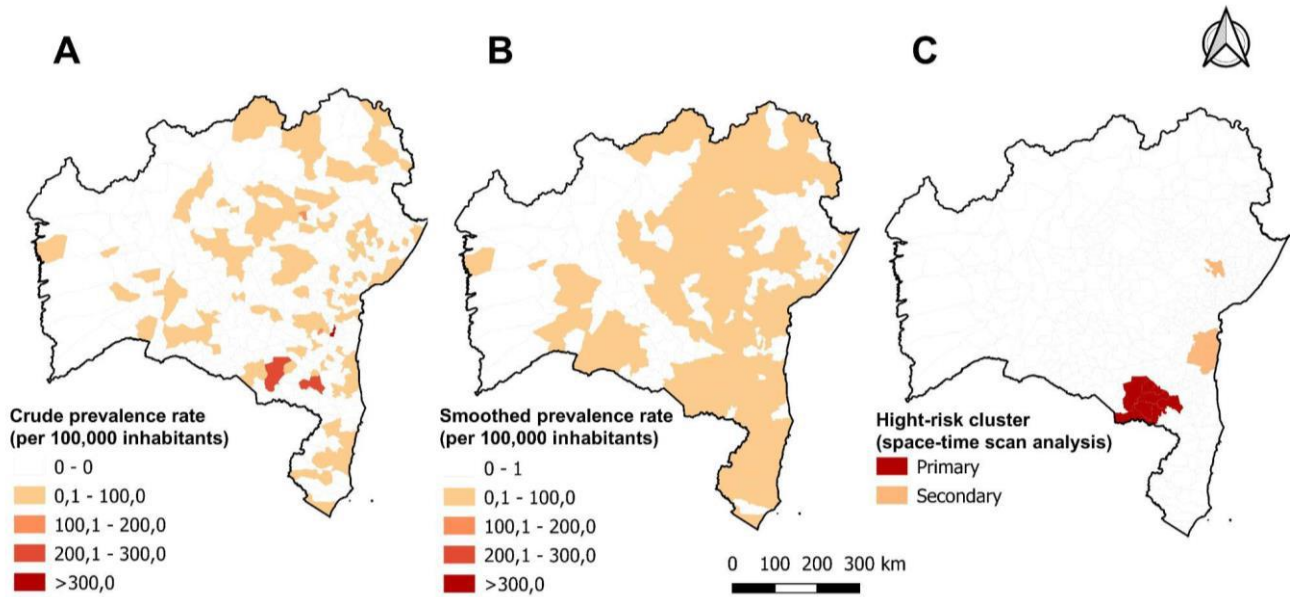 A
B
C
Crude prevalence rate
(per 100,000 inhabitants)
0 - 0
0,1 - 100,0
100,1 - 200,0
200,1 - 300,0
>300,0
Smoothed prevalence rate
(per 100,000 inhabitants)
0 - 1
0,1 - 100,0
100,1 - 200,0
200,1 - 300,0
>300,0
Hight-risk cluster
(space-time scan analysis)
Primary
Secondary
0 100 200 300 km